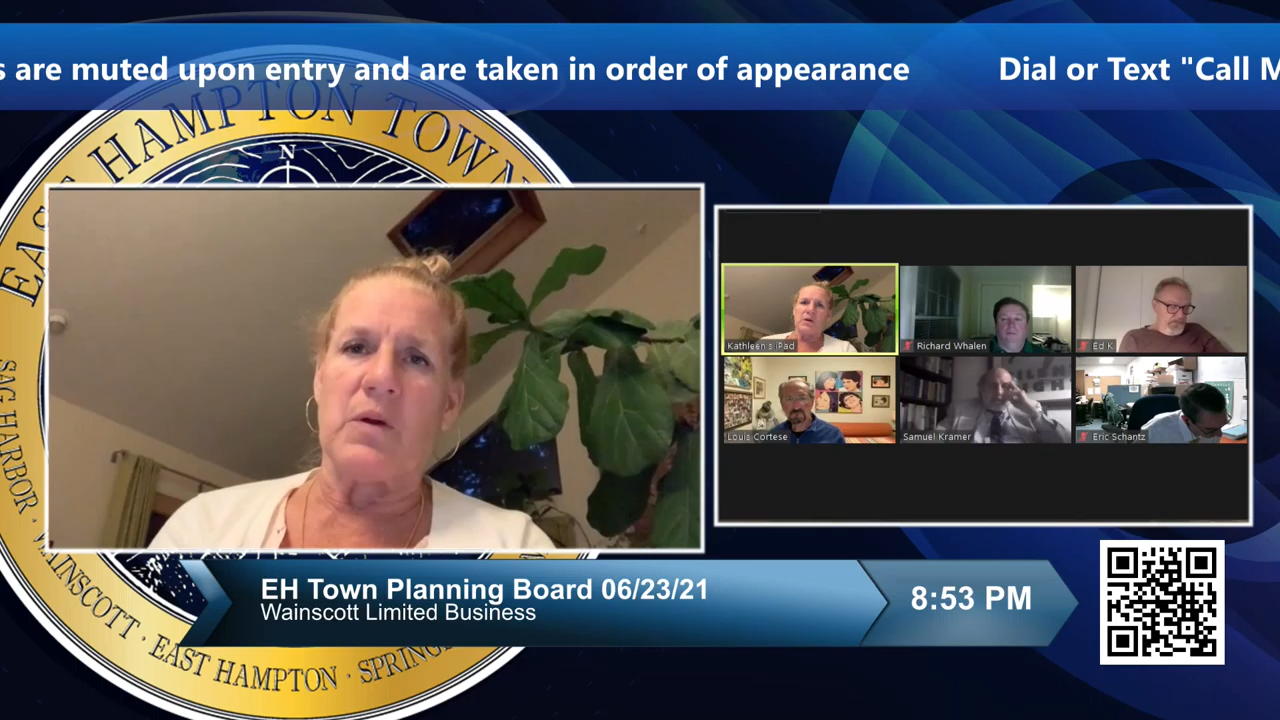 s are muted upon entry and are taken in order of appearance Dial or Text "Call M
EAST HAMPTON TOWN
N
Kathleen's iPad
Richard Whalen
Ed K
Louis Cortese
Samuel Kramer
Eric Schantz
SAG HARBOR · WAINSCOTT · EAST HAMPTON · SPRING
EH Town Planning Board 06/23/21
Wainscott Limited Business
8:53 PM